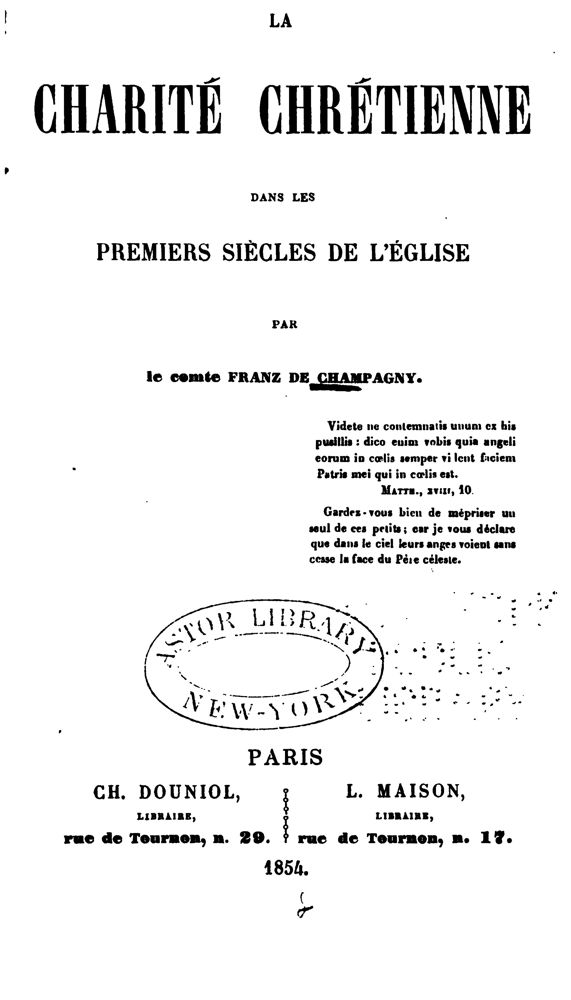 LA
CHARITÉ CHRÉTIENNE
DANS LES
PREMIERS SIÈCLES DE L'ÉGLISE
PAR
le comte FRANZ DE CHAMPAGNY.
Videte ne contemnatis unum ex his
pusillis : dico enim vobis quia angeli
eorum in cœlis semper vident faciem
Patris mei qui in cœlis est.
MATTH., XVIII, 10.
Gardez-vous bien de mépriser un
seul de ces petits ; car je vous déclare
que dans le ciel leurs anges voient sans
cesse la face du Père céleste.
ASTOR LIBRARY
NEW-YORK
PARIS
CH. DOUNIOL,
LIBRAIRE,
rue de Tournon, n. 29.
L. MAISON,
LIBRAIRE,
rue de Tournon, n. 17.
1854.